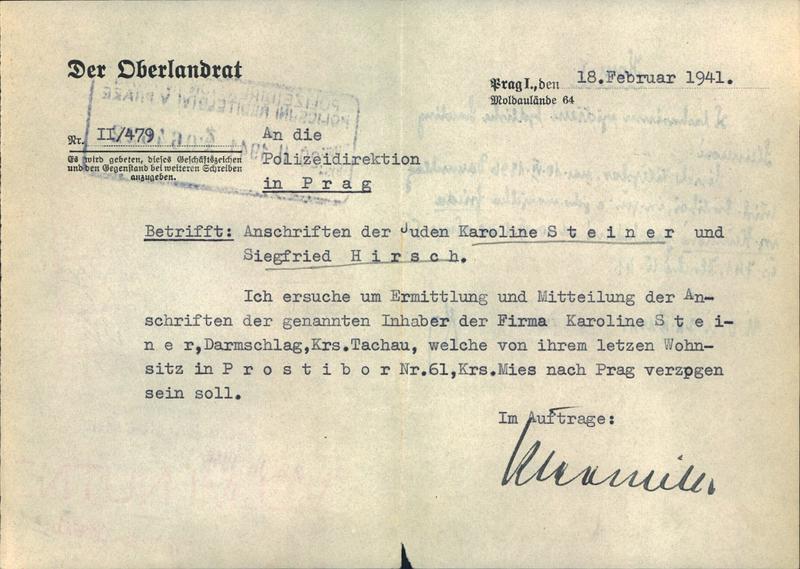 Der Oberlandrat
Prag I., den 18.Februar 1941.
Moldaulände 64
Nr. II/479
Es wird gebeten, dieses Geschäftszeichen
und den Gegenstand bei weiteren Schreiben
anzugeben.
An die
Polizeidirektion
in P r a g
Betrifft: Anschriften der Juden Karoline S t e i n e r und
Siegfried H i r s c h.
Ich ersuche um Ermittlung und Mitteilung der An-
schriften der genannten Inhaber der Firma Karoline S t e i-
n e r,Darmschlag,Krs.Tachau, welche von ihrem letzen Wohn-
sitz in P r o s t i b o r Nr.61,Krs.Mies nach Prag verzogen
sein soll.
Im Auftrage: